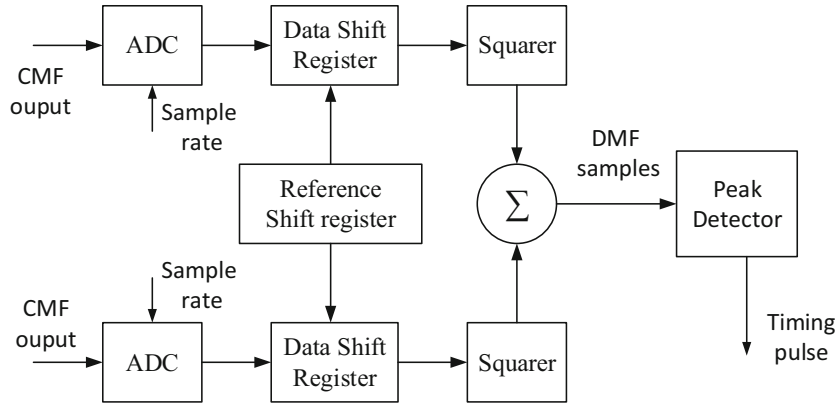 CMF
ouput
ADC
Sample
rate
Data Shift
Register
Squarer
Reference
Shift register
∑
DMF
samples
Peak
Detector
Timing
pulse
Sample
rate
CMF
ouput
ADC
Data Shift
Register
Squarer